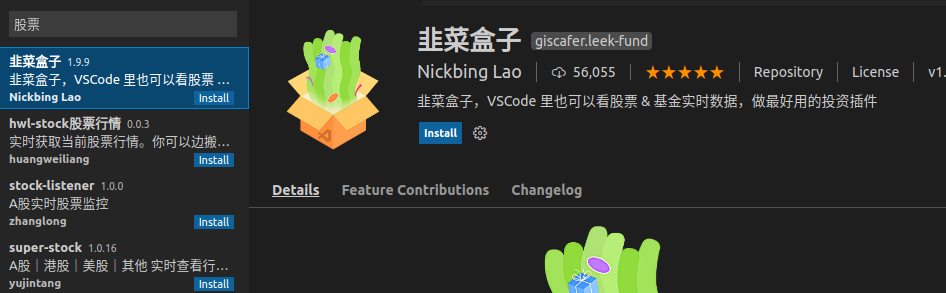 股票
韭菜盒子 1.9.9
韭菜盒子，VSCode 里也可以看股票 ...
Nickbing Lao Install
hwl-stock股票行情 0.0.3
实时获取当前股票行情。你可以边搬...
huangweiliang Install
stock-listener 1.0.0
A股实时股票监控
zhanglong Install
super-stock 1.0.16
A股｜港股｜美股｜其他 实时查看行...
yujintang Install
韭菜盒子 giscafer.leek-fund
Nickbing Lao 56,055 ★★★★★ Repository License v1.
韭菜盒子，VSCode 里也可以看股票 & 基金实时数据，做最好用的投资插件
Install
Details Feature Contributions Changelog